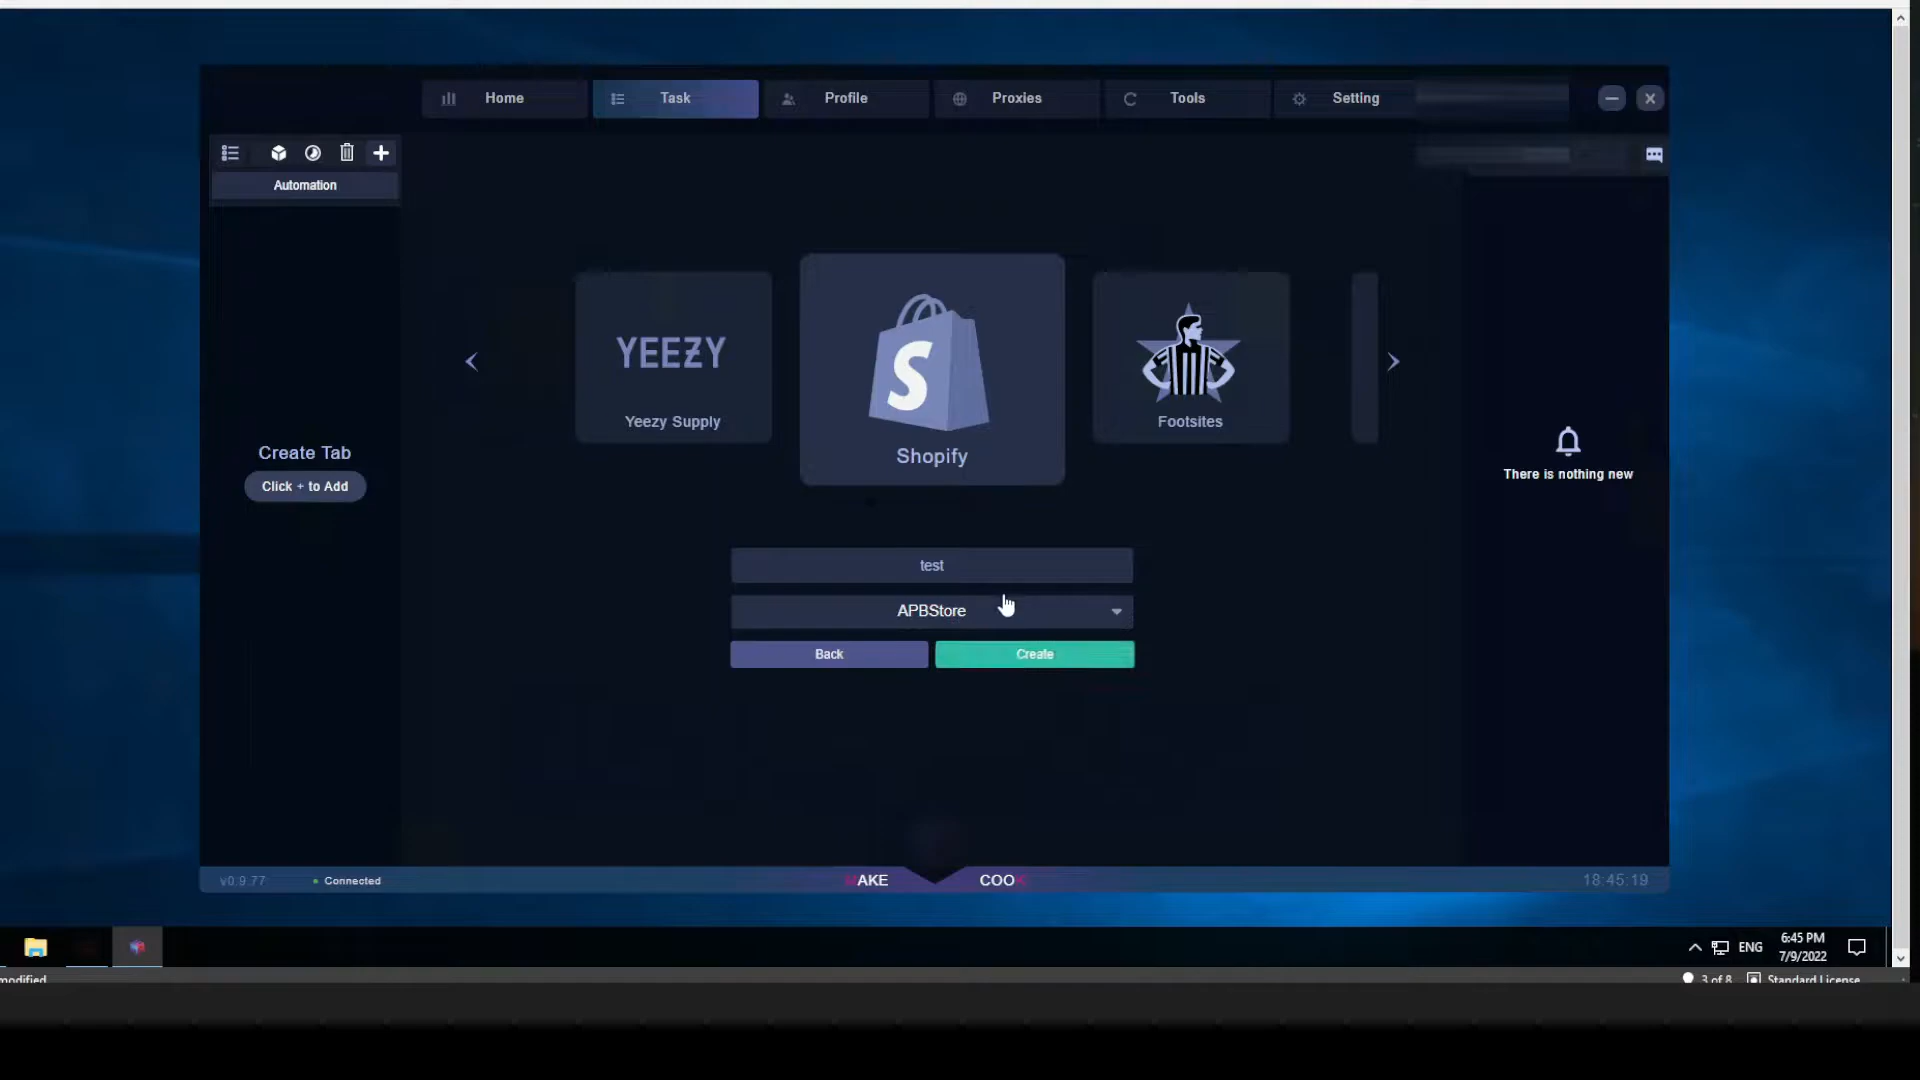 Home
Task
Profile
Proxies
Tools
Setting
Automation
YEEZY
Yeezy Supply
S
Shopify
Footsites
Create Tab
Click + to Add
There is nothing new
test
APBStore
Back
Create
v0.9.77
Connected
AKE
COO
18:45:19
ENG
6:45 PM
7/9/2022
modified
3 of 8
Standard License